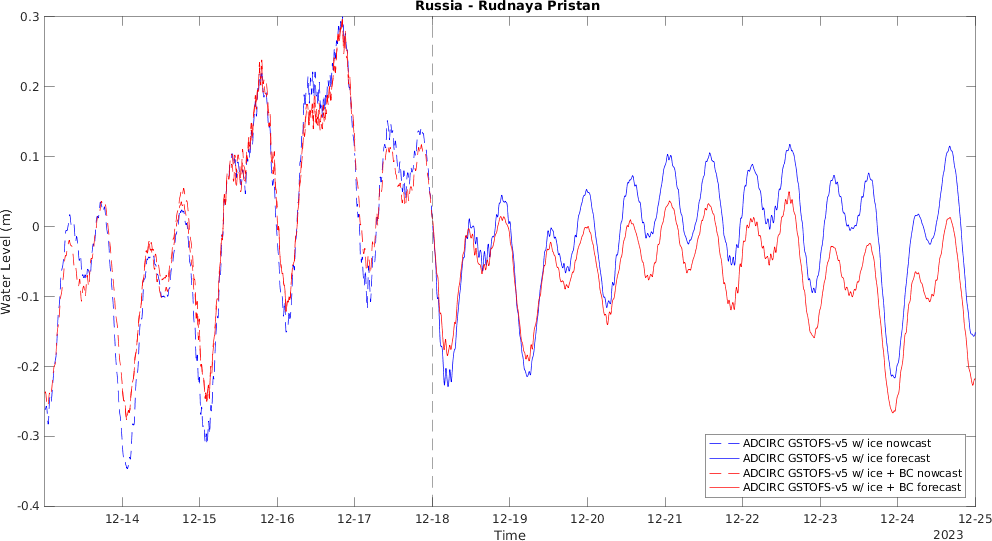 Russia - Rudnaya Pristan
0.3
0.2
0.1
0
-0.1
-0.2
-0.3
-0.4
Water Level (m)
ADCIRC GSTOFS-v5 w/ ice nowcast
ADCIRC GSTOFS-v5 w/ ice forecast
ADCIRC GSTOFS-v5 w/ ice + BC nowcast
ADCIRC GSTOFS-v5 w/ ice + BC forecast
12-14 12-15 12-16 12-17 12-18 12-19 12-20 12-21 12-22 12-23 12-24 12-25
Time
2023